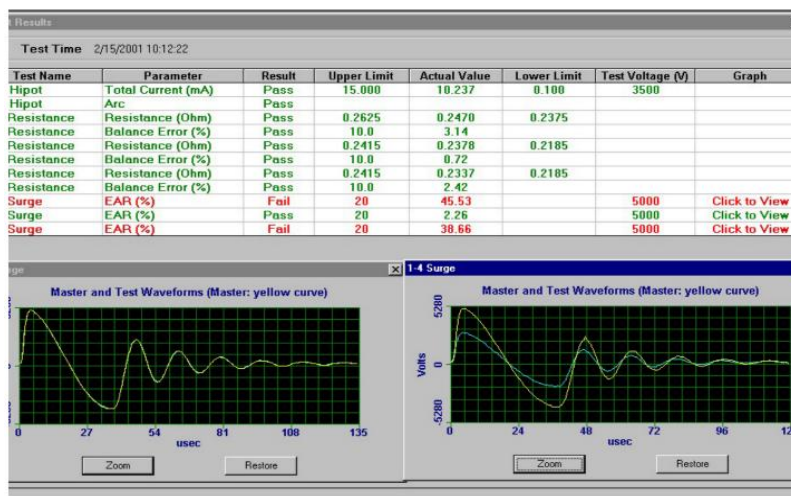 t Results
Test Time 2/15/2001 10:12:22
Test Name Parameter Result Upper Limit Actual Value Lower Limit Test Voltage (V) Graph
Hipot Total Current (mA) Pass 15.000 10.237 0.100 3500
Hipot Arc Pass
Resistance Resistance (Ohm) Pass 0.2625 0.2470 0.2375
Resistance Balance Error (%) Pass 10.0 3.14
Resistance Resistance (Ohm) Pass 0.2415 0.2378 0.2185
Resistance Balance Error (%) Pass 10.0 0.72
Resistance Resistance (Ohm) Pass 0.2415 0.2337 0.2185
Resistance Balance Error (%) Pass 10.0 2.42
Surge EAR (%) Fail 20 45.53 5000 Click to View
Surge EAR (%) Pass 20 2.26 5000 Click to View
Surge EAR (%) Fail 20 38.66 5000 Click to View
rge
Master and Test Waveforms (Master: yellow curve)
0
0 27 54 81 108 135
usec
Zoom Restore
1-4 Surge
Master and Test Waveforms (Master: yellow curve)
5280
Volts
0
-5280
0 24 48 72 96 12
usec
Zoom Restore